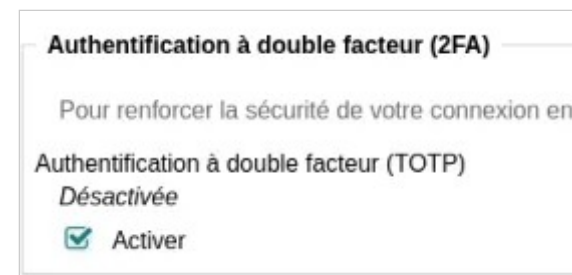 Authentification à double facteur (2FA)
Pour renforcer la sécurité de votre connexion en
Authentification à double facteur (TOTP)
Désactivée
Activer